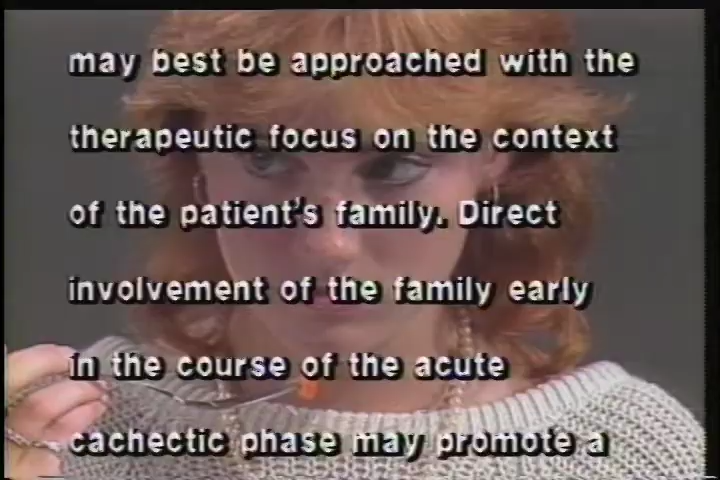 may best be approached with the
therapeutic focus on the context
of the patient's family. Direct
involvement of the family early
in the course of the acute
cachectic phase may promote a